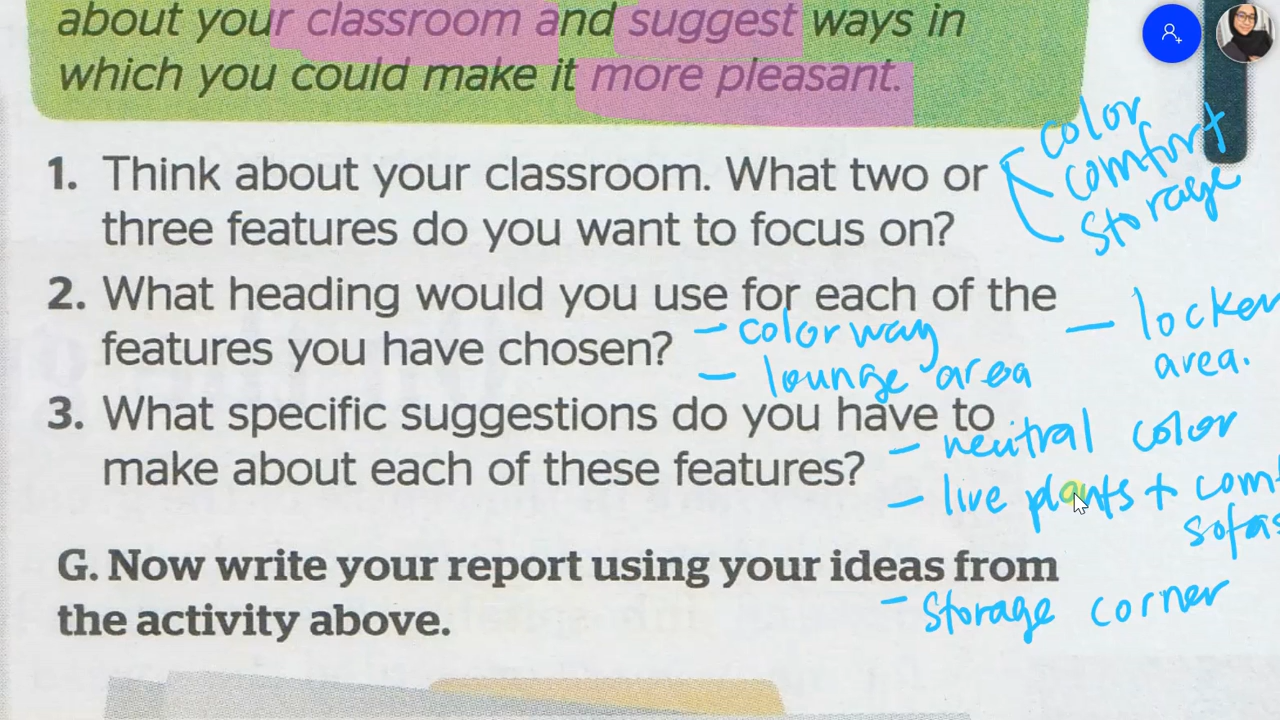 about your classroom and suggest ways in
which you could make it more pleasant.
1. Think about your classroom. What two or
three features do you want to focus on?
color
comfort
storage
2. What heading would you use for each of the
features you have chosen?
- color way
- lounge area
- locker
area.
3. What specific suggestions do you have to
make about each of these features?
- neutral color
- live plants +
sofas
- Storage corner
G. Now write your report using your ideas from
the activity above.